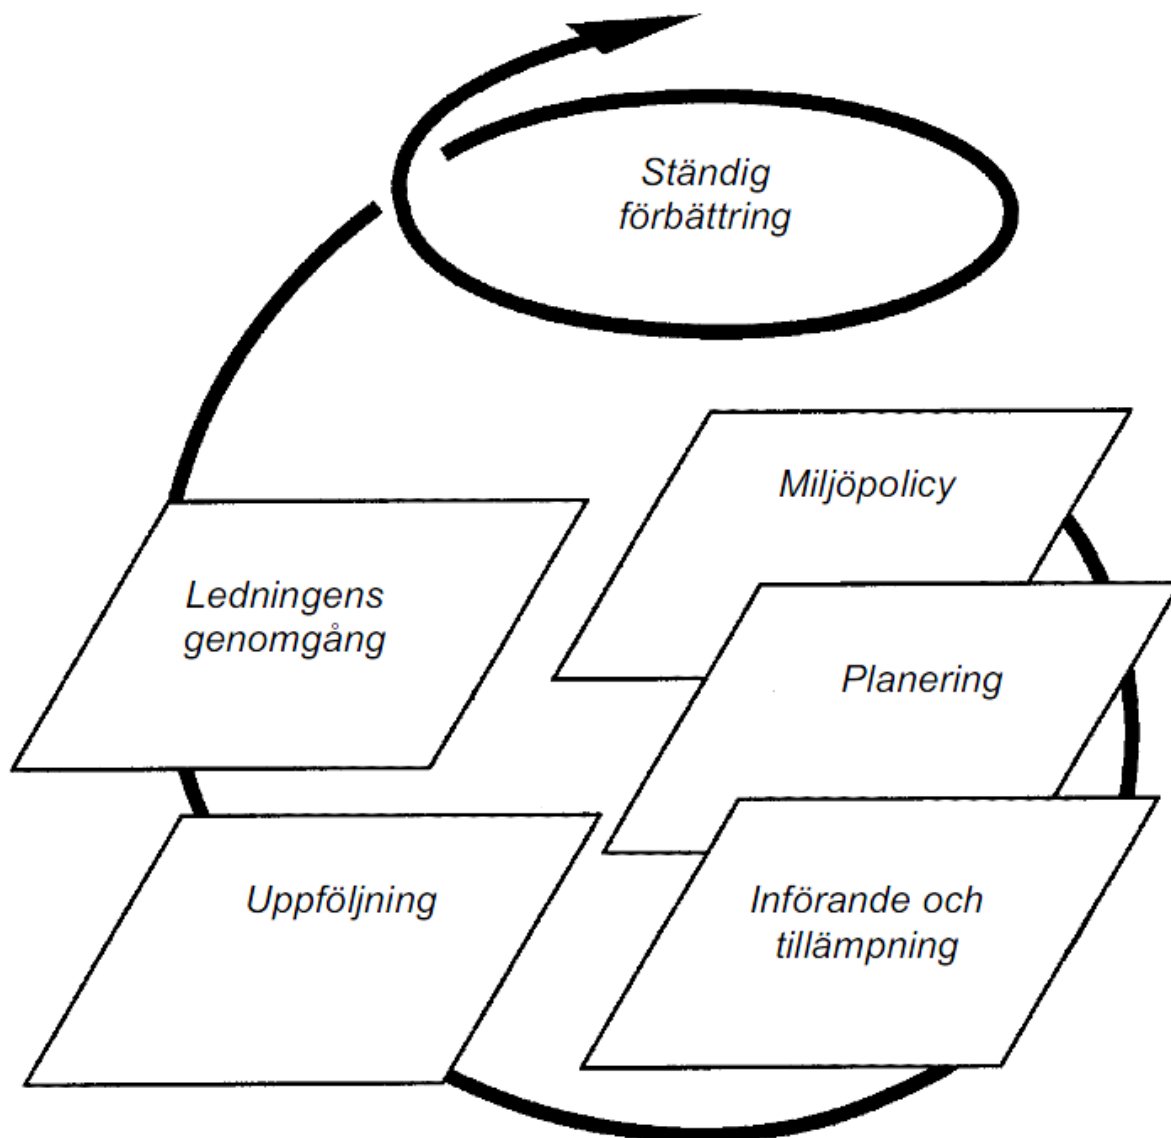 Ständig
förbättring
Miljöpolicy
Ledningens
genomgång
Planering
Uppföljning
Införande och
tillämpning